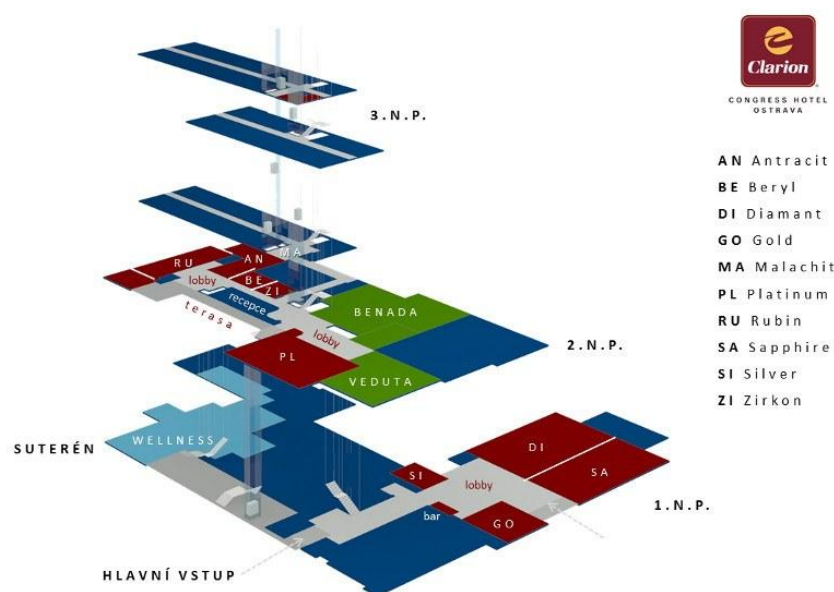 Clarion
CONGRESS HOTEL
OSTRAVA
3.N.P.
AN Antracit
BE Beryl
DI Diamant
GO Gold
MA Malachit
PL Platinum
RU Rubin
SA Sapphire
SI Silver
ZI Zirkon
MA
AN
RU
BE
ZI
lobby
recepce
terasa
BENADA
lobby
2.N.P.
PL
VEDUTA
WELLNESS
SUTERÉN
DI
SI
lobby
SA
bar
GO
1.N.P.
HLAVNÍ VSTUP